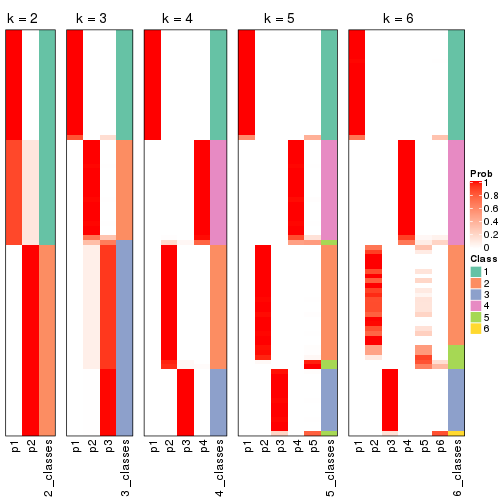 k = 2
k = 3
k = 4
k = 5
k = 6
p1
p2
2_classes
p1
p2
p3
3_classes
p1
p2
p3
p4
4_classes
p1
p2
p3
p4
p5
5_classes
p1
p2
p3
p4
p5
p6
6_classes
Prob
1
0.8
0.6
0.4
0.2
0
Class
1
2
3
4
5
6